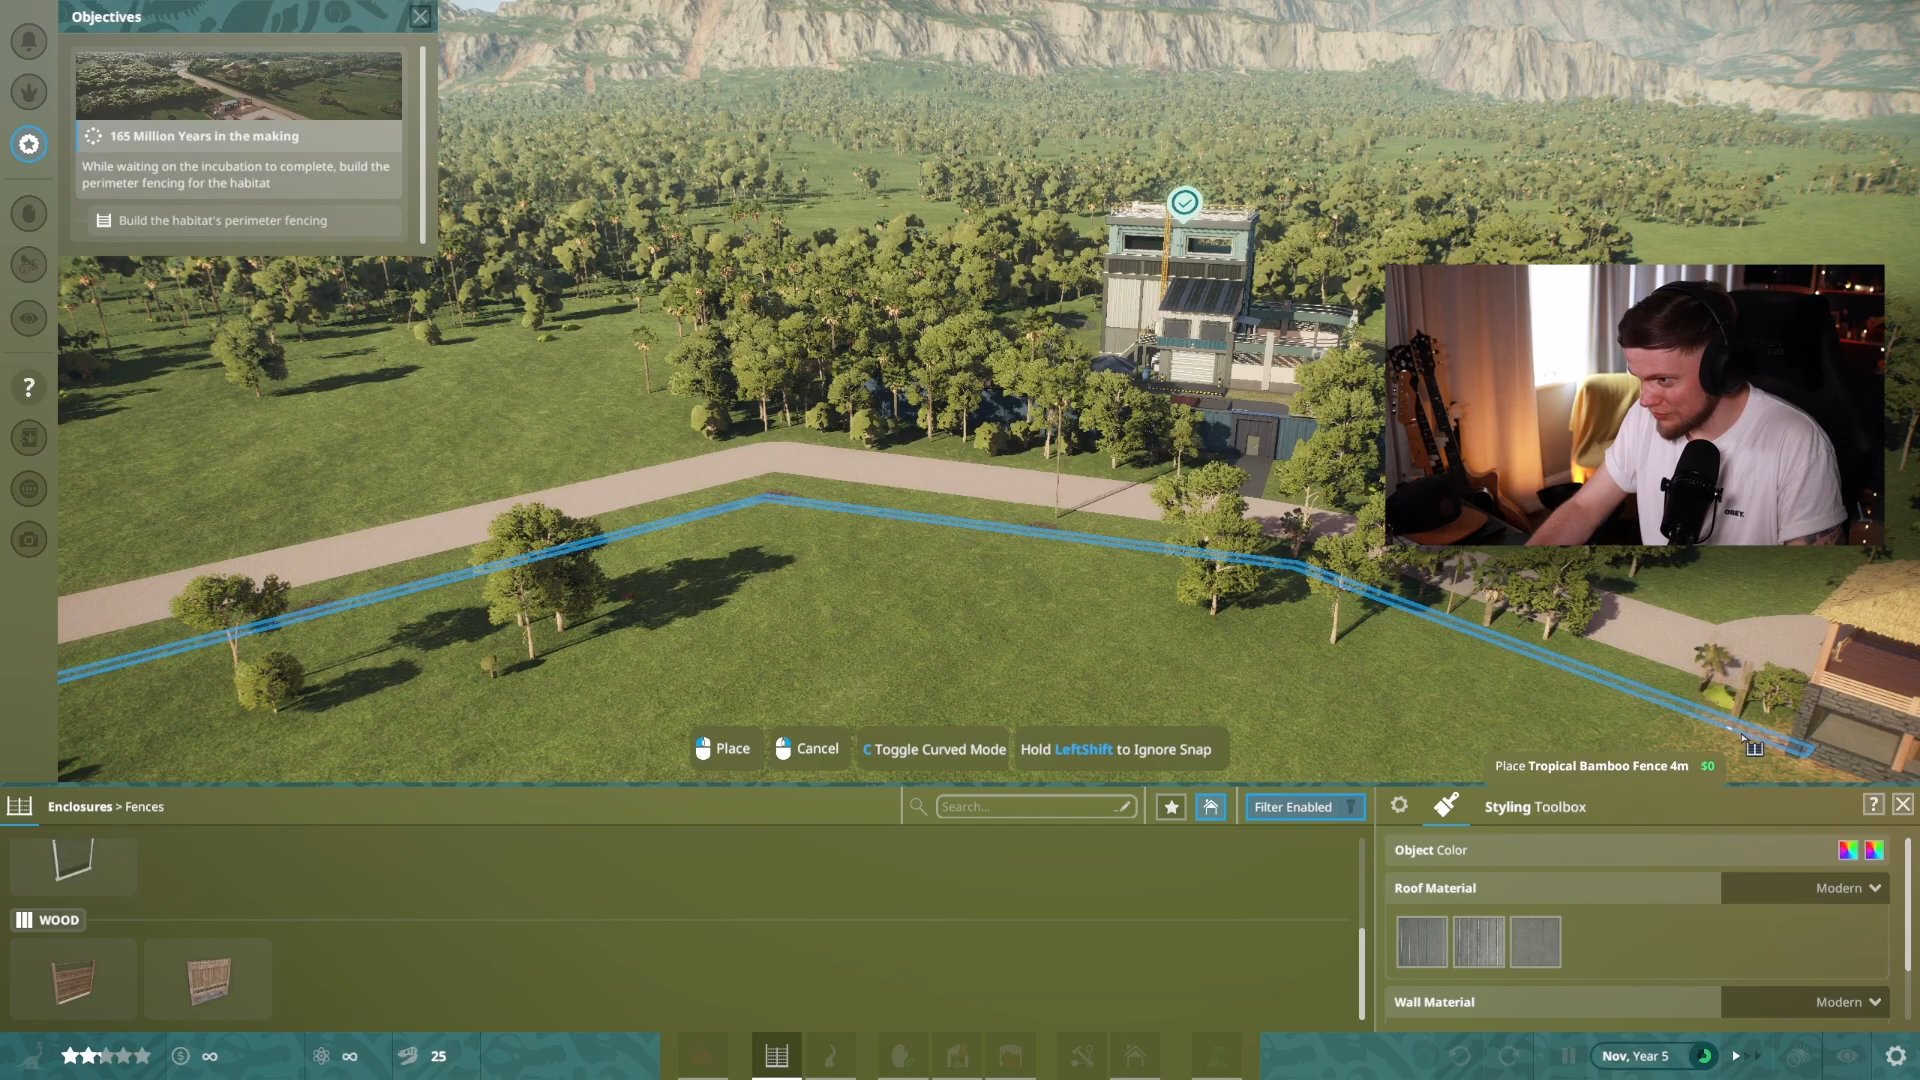 Objectives
165 Million Years in the making
While waiting on the incubation to complete, build the
perimeter fencing for the habitat
Build the habitat's perimeter fencing
?
OBEY.
Place
Cancel
C Toggle Curved Mode
Hold LeftShift to Ignore Snap
Place Tropical Bamboo Fence 4m $0
Enclosures > Fences
Search...
Filter Enabled
Styling Toolbox
?
Object Color
Roof Material
Modern
WOOD
Wall Material
Modern
∞
∞
25
Nov, Year 5